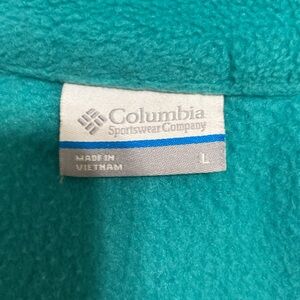 Columbia
Sportswear Company
MADE IN
VIETNAM
L